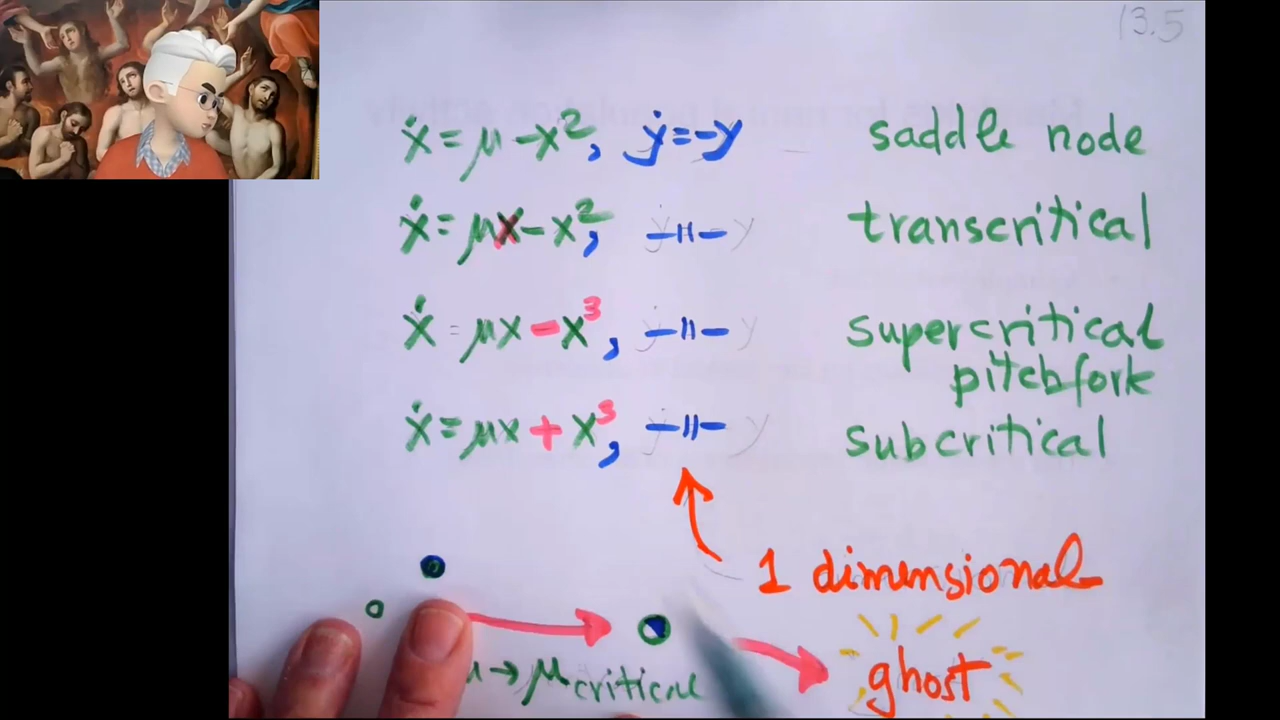 13.5
ẋ = μ - x², ẏ = -y saddle node
ẋ = μx - x², -"- transcritical
ẋ = μx - x³, -"- supercritical
pitchfork
ẋ = μx + x³, -"- subcritical
1 dimensional
→ μcritical
ghost